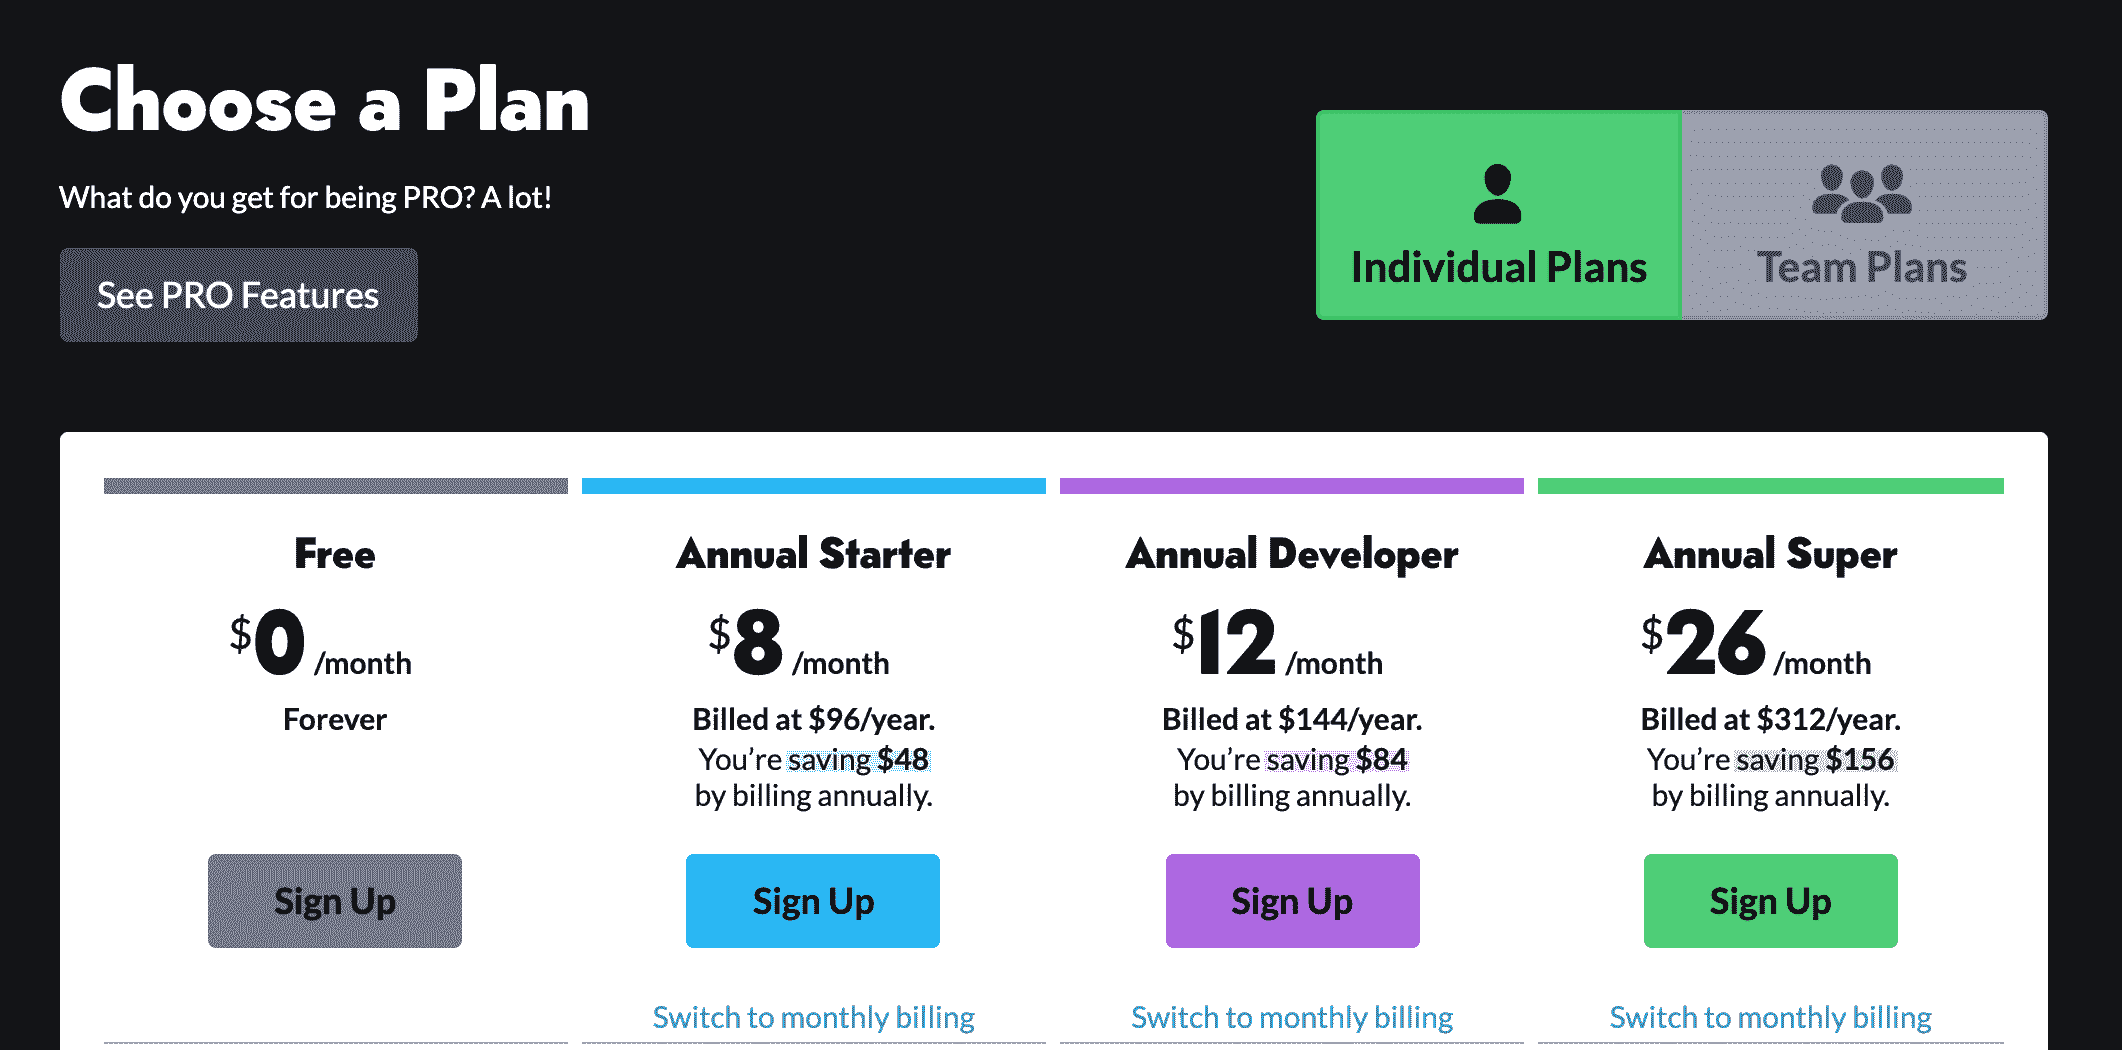 Choose a Plan
What do you get for being PRO? A lot!
See PRO Features
Individual Plans
Team Plans
Free
$0 /month
Forever
Sign Up
Annual Starter
$8 /month
Billed at $96/year.
You’re saving $48
by billing annually.
Sign Up
Switch to monthly billing
Annual Developer
$12 /month
Billed at $144/year.
You’re saving $84
by billing annually.
Sign Up
Switch to monthly billing
Annual Super
$26 /month
Billed at $312/year.
You’re saving $156
by billing annually.
Sign Up
Switch to monthly billing